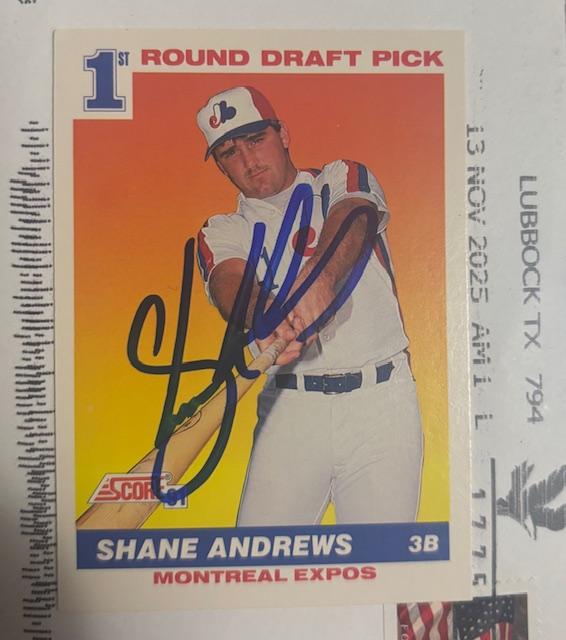 1ST
ROUND DRAFT PICK
SCORE 91
SHANE ANDREWS 3B
MONTREAL EXPOS
LUBBOCK TX 794
13 NOV 2025 AM 1 L